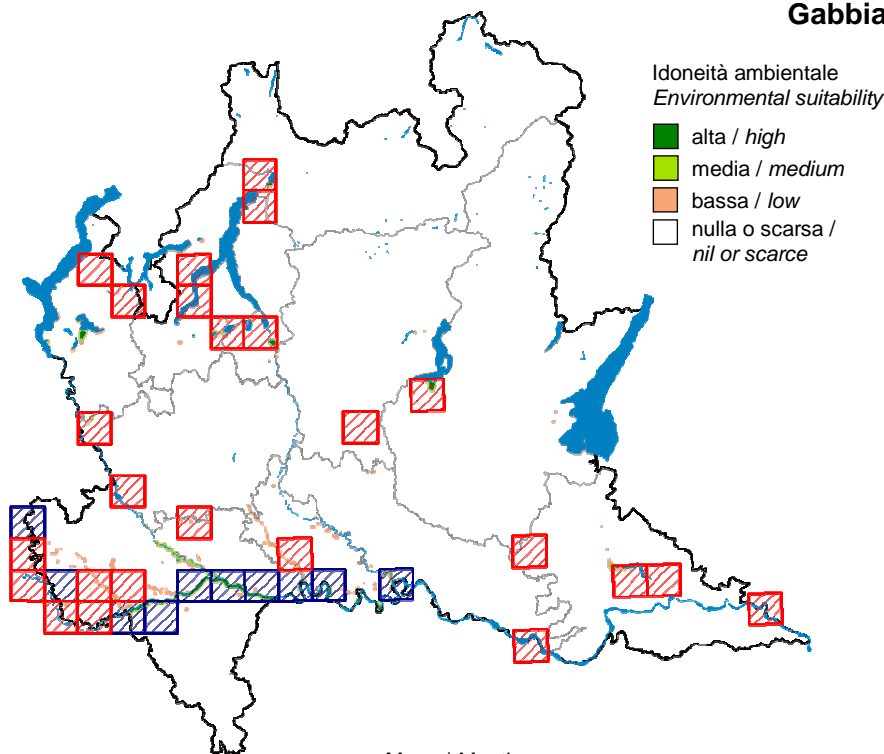 Gabbia
Idoneità ambientale
Environmental suitability
alta / high
media / medium
bassa / low
nulla o scarsa /
nil or scarce